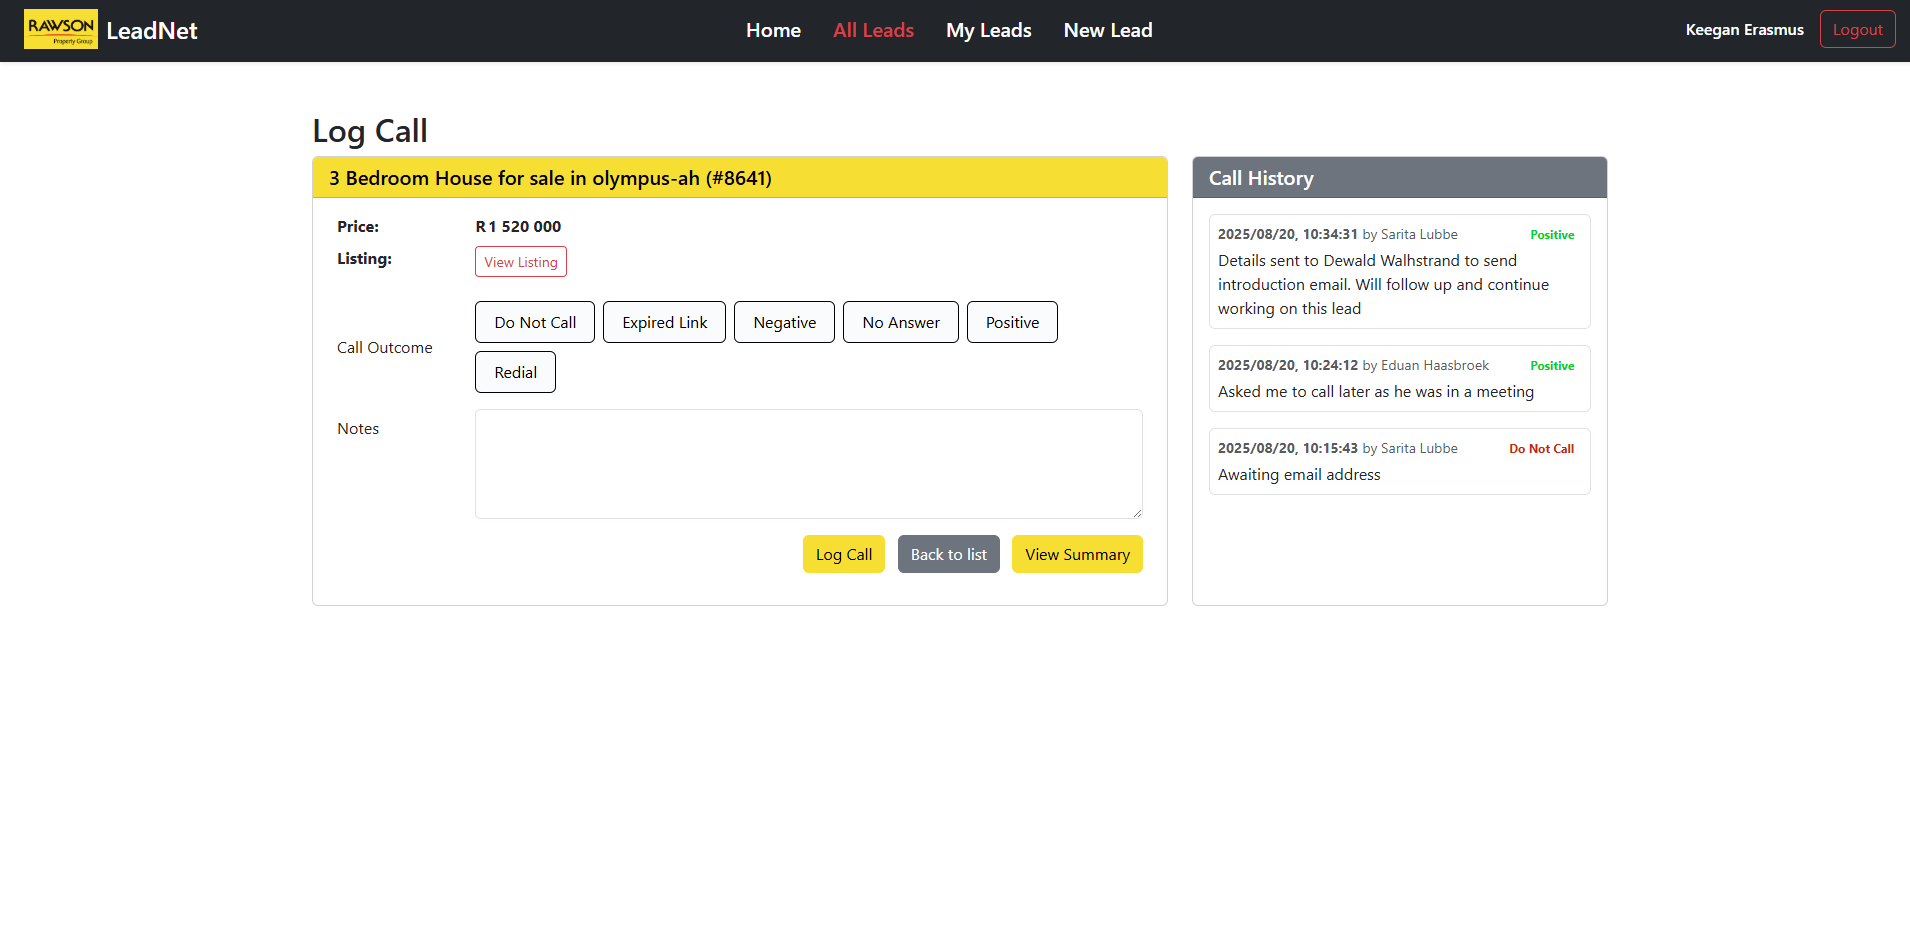 RAWSON
Property Group
LeadNet
Home All Leads My Leads New Lead
Keegan Erasmus Logout
Log Call
3 Bedroom House for sale in olympus-ah (#8641)
Price: R 1 520 000
Listing: View Listing
Call Outcome
Do Not Call Expired Link Negative No Answer Positive
Redial
Notes
Log Call Back to list View Summary
Call History
2025/08/20, 10:34:31 by Sarita Lubbe Positive
Details sent to Dewald Walhstrand to send
introduction email. Will follow up and continue
working on this lead
2025/08/20, 10:24:12 by Eduan Haasbroek Positive
Asked me to call later as he was in a meeting
2025/08/20, 10:15:43 by Sarita Lubbe Do Not Call
Awaiting email address